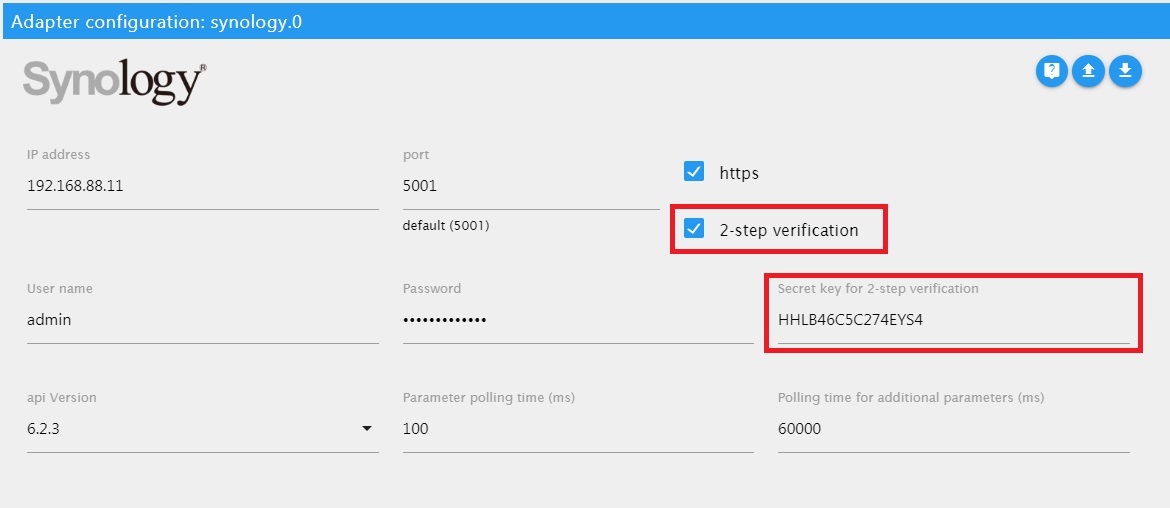 Adapter configuration: synology.0
Synology®
IP address
192.168.88.11
port
5001
default (5001)
https
2-step verification
User name
admin
Password
•••••••••••••
Secret key for 2-step verification
HHLB46C5C274EYS4
api Version
6.2.3
Parameter polling time (ms)
100
Polling time for additional parameters (ms)
60000